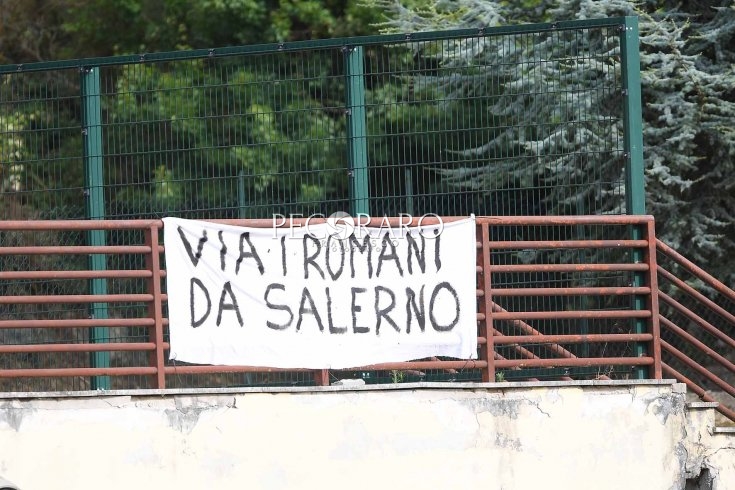 PECORARO
VIA I ROMANI
DA SALERNO